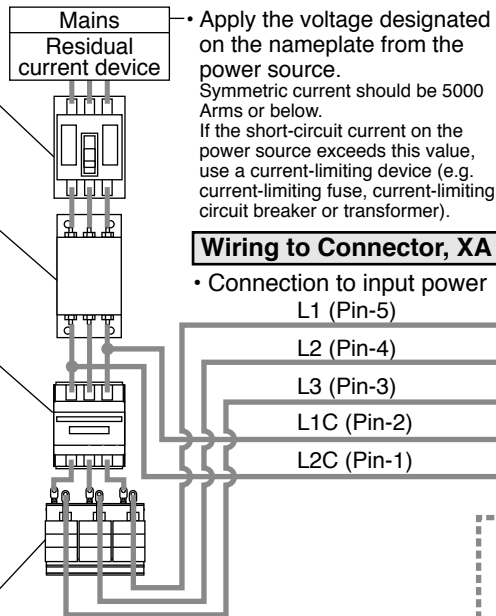 Mains
Residual
current device
• Apply the voltage designated
on the nameplate from the
power source.
Symmetric current should be 5000
Arms or below.
If the short-circuit current on the
power source exceeds this value,
use a current-limiting device (e.g.
current-limiting fuse, current-limiting
circuit breaker or transformer).
Wiring to Connector, XA
• Connection to input power
L1 (Pin-5)
L2 (Pin-4)
L3 (Pin-3)
L1C (Pin-2)
L2C (Pin-1)